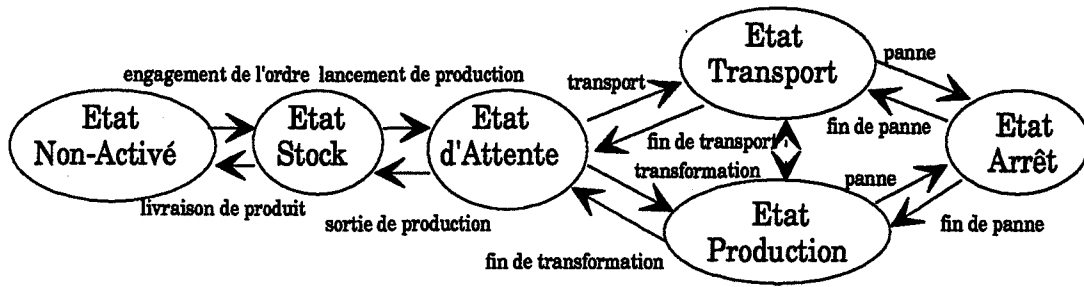 Etat
Transport
panne
engagement de l'ordre lancement de production
transport
Etat
Non-Activé
Etat
Stock
Etat
d'Attente
fin de transport
fin de panne
Etat
Arrêt
transformation
panne
livraison de produit
sortie de production
Etat
Production
fin de panne
fin de transformation